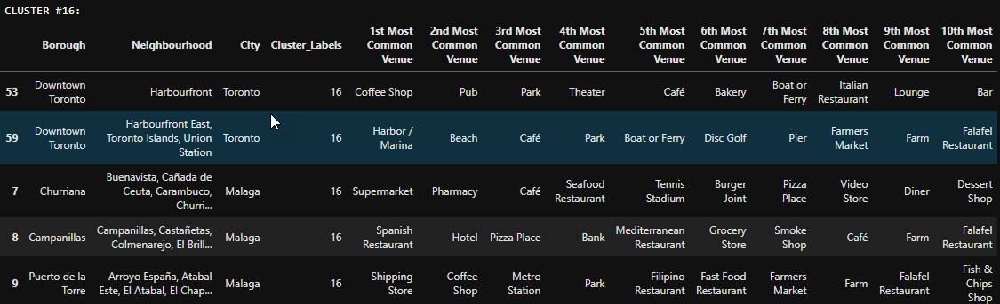 CLUSTER #16:
Borough Neighbourhood City Cluster_Labels 1st Most Common Venue 2nd Most Common Venue 3rd Most Common Venue 4th Most Common Venue 5th Most Common Venue 6th Most Common Venue 7th Most Common Venue 8th Most Common Venue 9th Most Common Venue 10th Most Common Venue
53 Downtown Toronto Harbourfront Toronto 16 Coffee Shop Pub Park Theater Café Bakery Boat or Ferry Italian Restaurant Lounge Bar
59 Downtown Toronto Harbourfront East, Toronto Islands, Union Station Toronto 16 Harbor / Marina Beach Café Park Boat or Ferry Disc Golf Pier Farmers Market Farm Falafel Restaurant
7 Churriana Buenavista, Cañada de Ceuta, Carambuco, Churri... Malaga 16 Supermarket Pharmacy Café Seafood Restaurant Tennis Stadium Burger Joint Pizza Place Video Store Diner Dessert Shop
8 Campanillas Campanillas, Castañetas, Colmenarejo, El Brill... Malaga 16 Spanish Restaurant Hotel Pizza Place Bank Mediterranean Restaurant Grocery Store Smoke Shop Café Farm Falafel Restaurant
9 Puerto de la Torre Arroyo España, Atabal Este, El Atabal, El Chap... Malaga 16 Shipping Store Coffee Shop Metro Station Park Filipino Restaurant Fast Food Restaurant Farmers Market Farm Falafel Restaurant Fish & Chips Shop